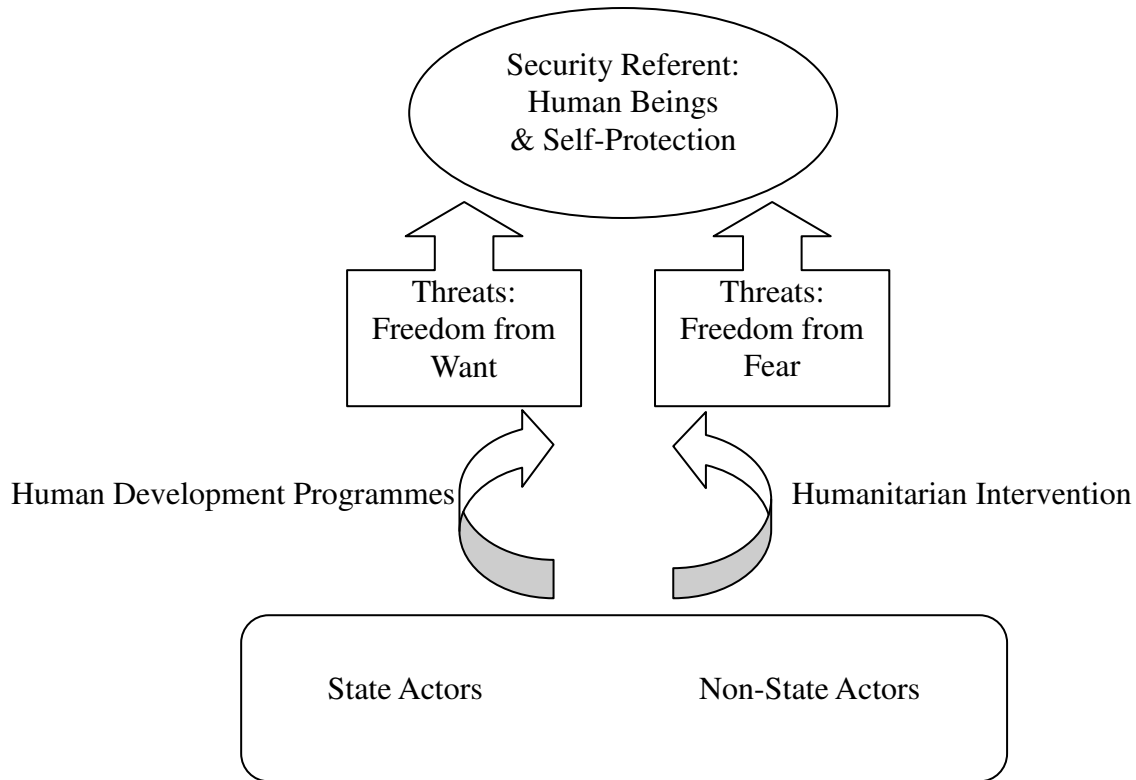 Security Referent:
Human Beings
& Self-Protection
Threats:
Freedom from
Want
Threats:
Freedom from
Fear
Human Development Programmes
Humanitarian Intervention
State Actors
Non-State Actors